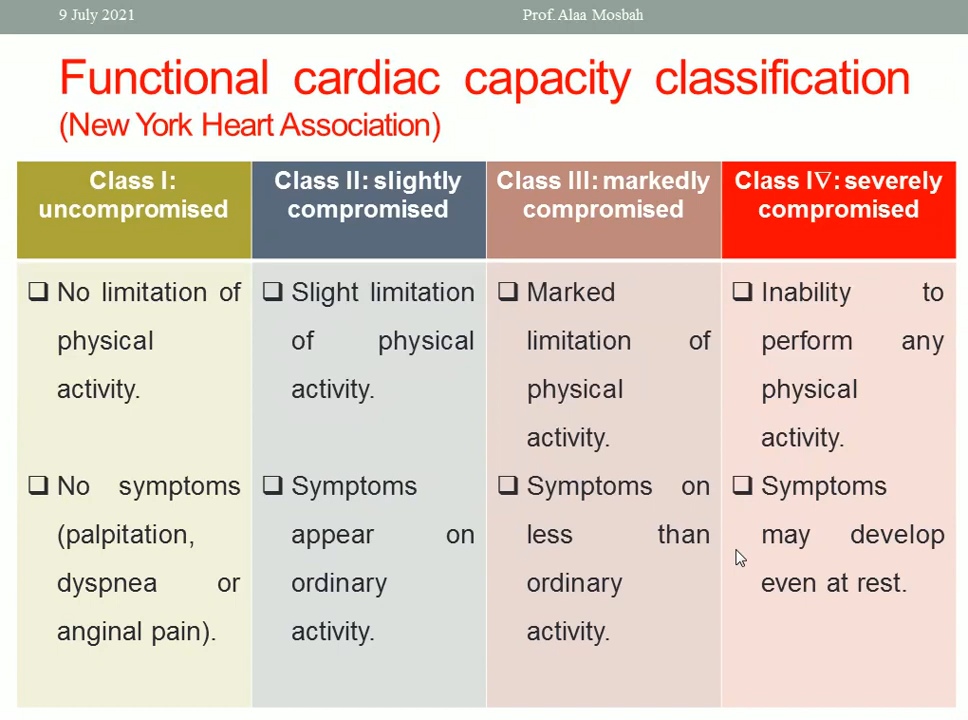 9 July 2021
Prof. Alaa Mosbah
Functional cardiac capacity classification
(New York Heart Association)
Class I:
uncompromised
Class II: slightly
compromised
Class III: markedly
compromised
Class I∇: severely
compromised
❑ No limitation of
physical
activity.
❑ No symptoms
(palpitation,
dyspnea or
anginal pain).
❑ Slight limitation
of physical
activity.
❑ Symptoms
appear on
ordinary
activity.
❑ Marked
limitation of
physical
activity.
❑ Symptoms on
less than
ordinary
activity.
❑ Inability to
perform any
physical
activity.
❑ Symptoms
may develop
even at rest.